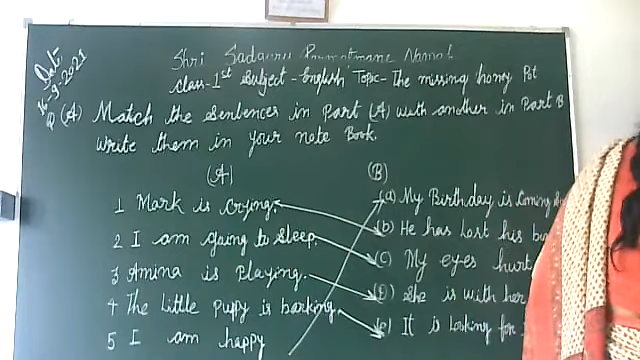 Shri Sadguru Namah
Date-
16-9-2021
Class-1st Subject-English Topic-The missing hony Pot
Q (A) Match the Sentences in Part (A) with another in Part B
Write them in your note Book.
(A) (B)
1 Mark is crying. (a) My Birthday is Coming
2 I am going to sleep. (b) He has Lost his
3 Amina is Playing. (C) My eyes hurt
4 The Little Puppy is barking. (D) She is with her
5 I am happy (e) It is Looking for